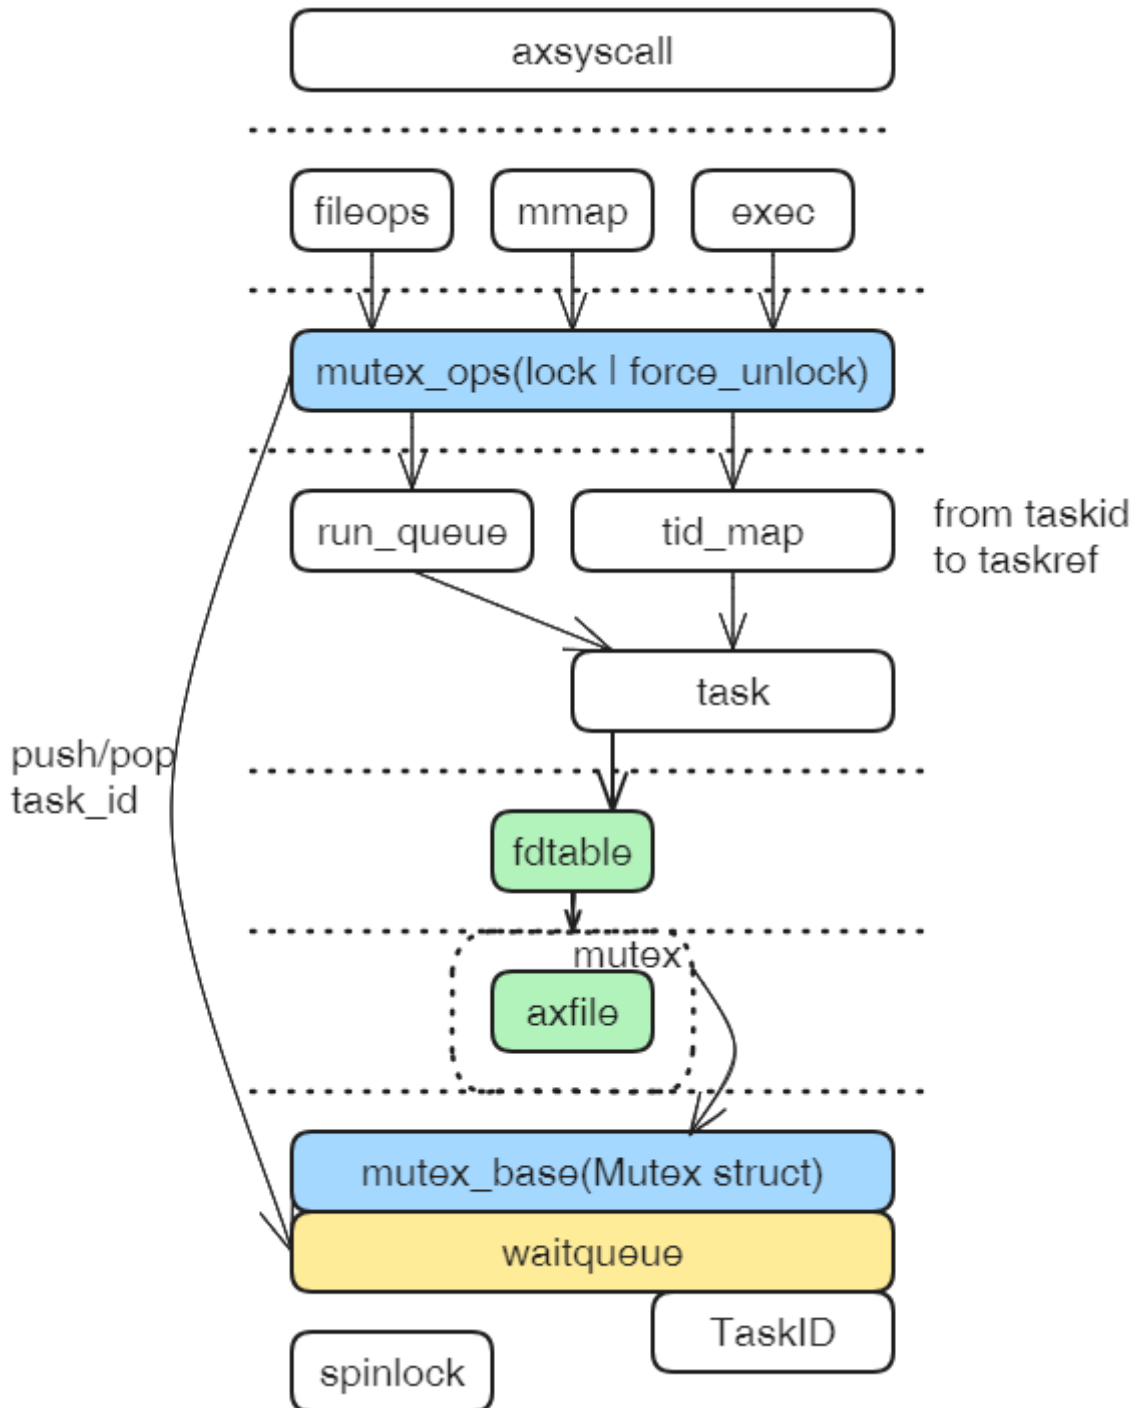 axsyscall
fileops
mmap
exec
mutex_ops(lock | force_unlock)
run_queue
tid_map
from taskid
to taskref
task
push/pop
task_id
fdtable
mutex
axfile
mutex_base(Mutex struct)
waitqueue
TaskID
spinlock